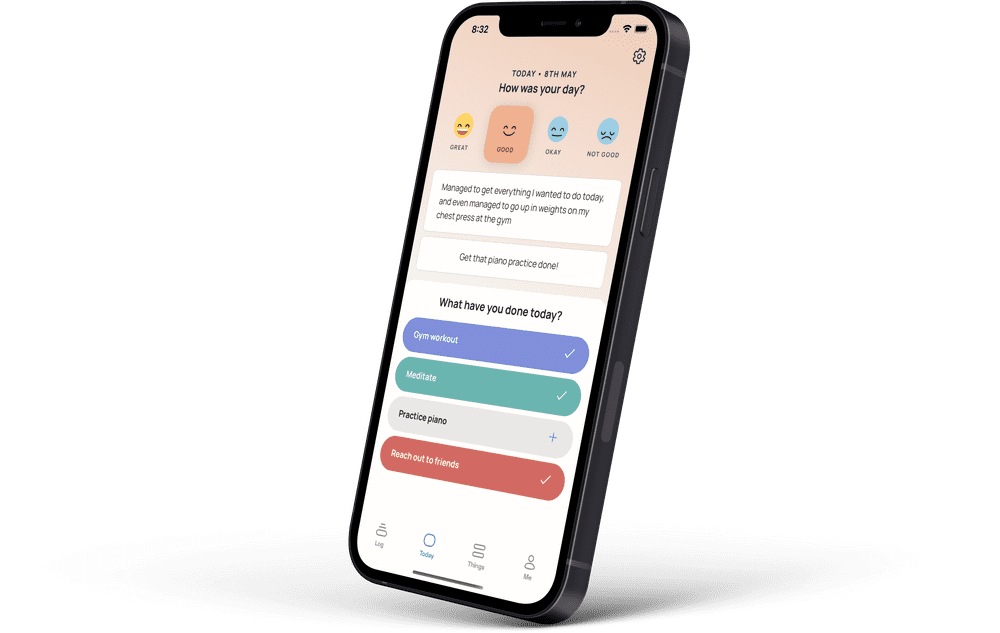 8:32
TODAY • 8TH MAY
How was your day?
GREAT
GOOD
OKAY
NOT GOOD
Managed to get everything I wanted to do today,
and even managed to go up in weights on my
chest press at the gym
Get that piano practice done!
What have you done today?
Gym workout
Meditate
Practice piano
Reach out to friends
Log
Today
Things
Me